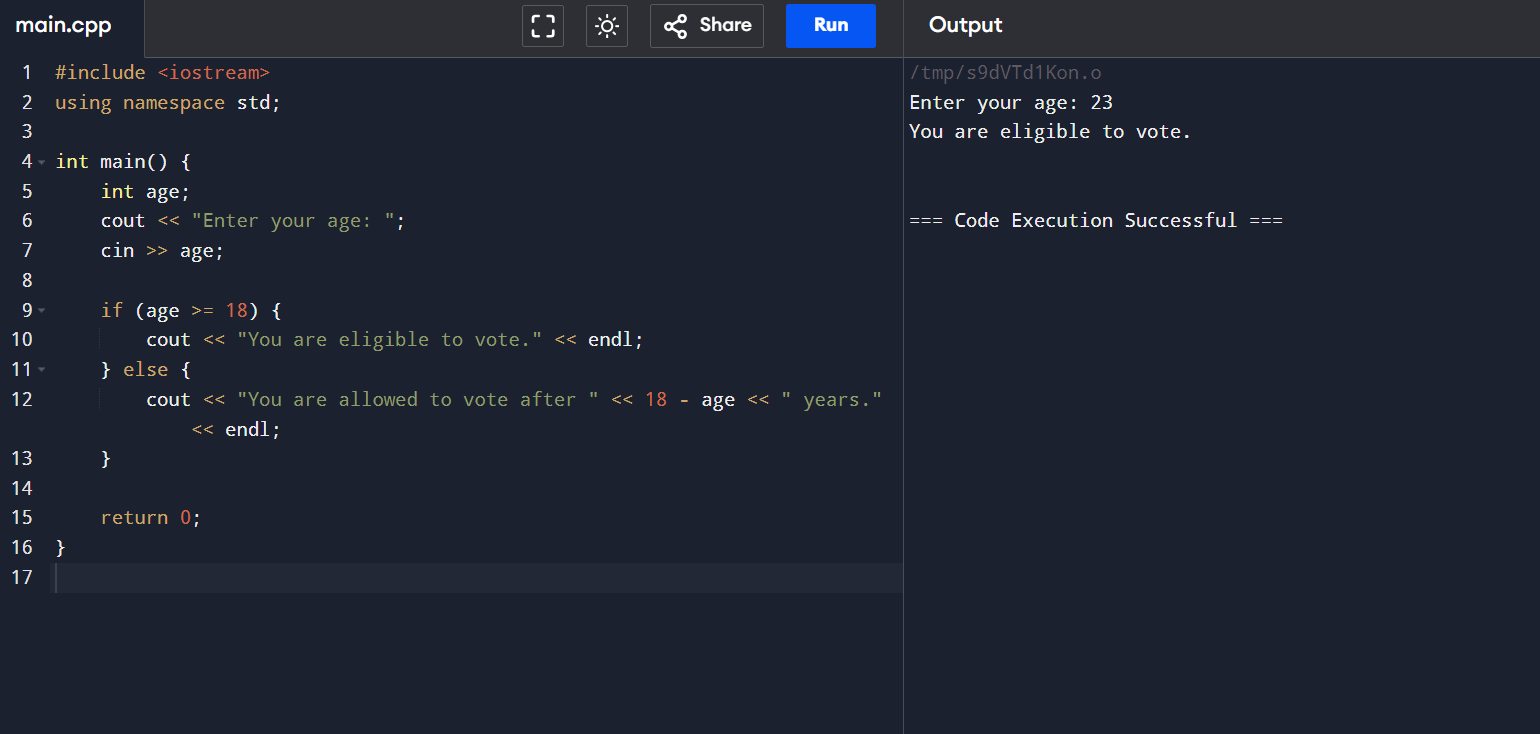 main.cpp
Share
Run
Output
1 #include <iostream>
2 using namespace std;
3
4 int main() {
5     int age;
6     cout << "Enter your age: ";
7     cin >> age;
8
9     if (age >= 18) {
10         cout << "You are eligible to vote." << endl;
11     } else {
12         cout << "You are allowed to vote after " << 18 - age << " years."
            << endl;
13     }
14
15     return 0;
16 }
17
/tmp/s9dVTd1Kon.o
Enter your age: 23
You are eligible to vote.
=== Code Execution Successful ===